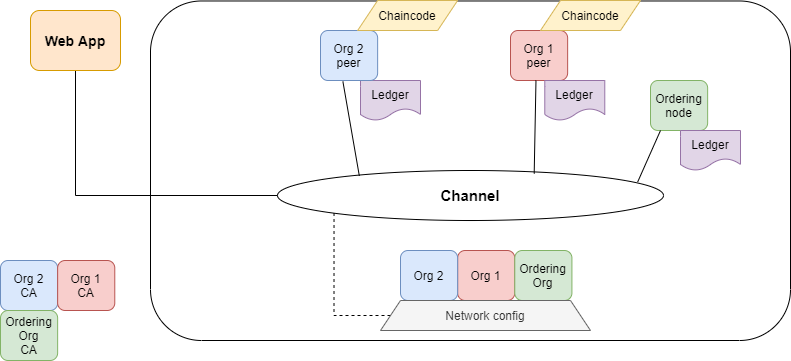 Chaincode
Chaincode
Web App
Org 2
peer
Org 1
peer
Ledger
Ledger
Ordering
node
Ledger
Channel
Org 2
CA
Org 1
CA
Ordering
Org
CA
Org 2
Org 1
Ordering
Org
Network config